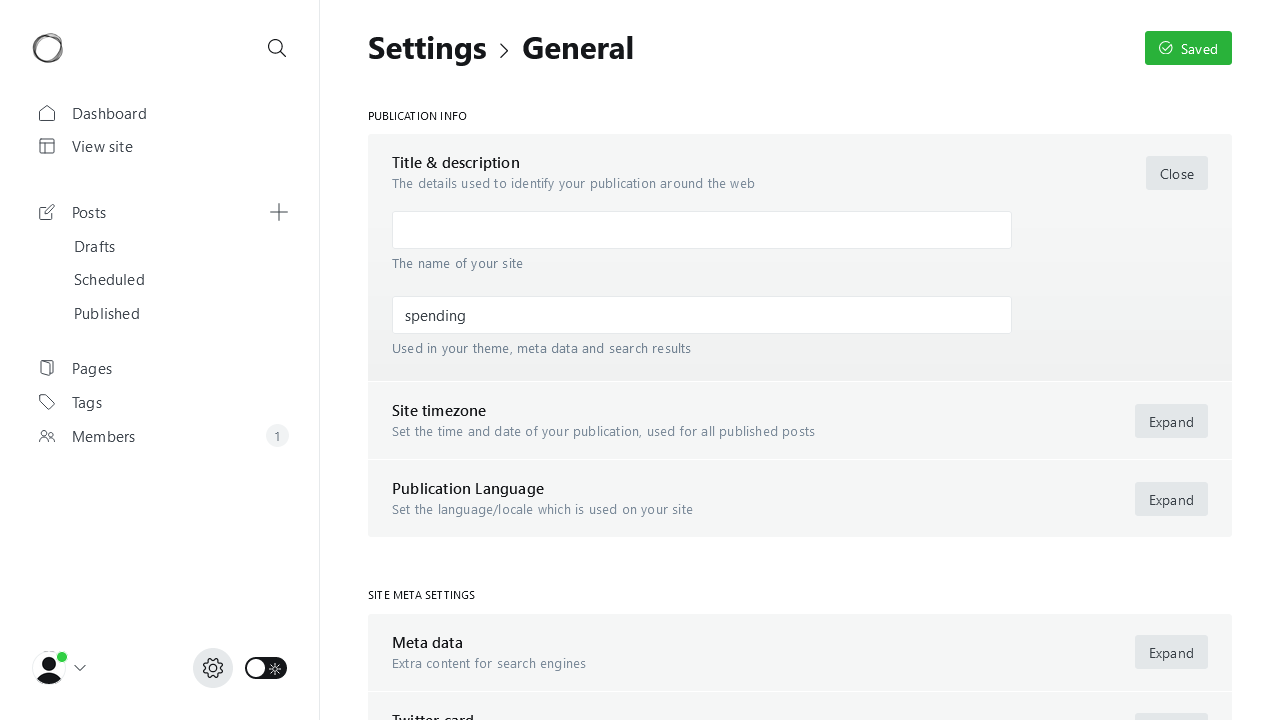 Settings
General
Saved
Dashboard
View site
Posts
Drafts
Scheduled
Published
Pages
Tags
Members
1
PUBLICATION INFO
Title & description
The details used to identify your publication around the web
Close
The name of your site
spending
Used in your theme, meta data and search results
Site timezone
Set the time and date of your publication, used for all published posts
Expand
Publication Language
Set the language/locale which is used on your site
Expand
SITE META SETTINGS
Meta data
Extra content for search engines
Expand
Twitter card